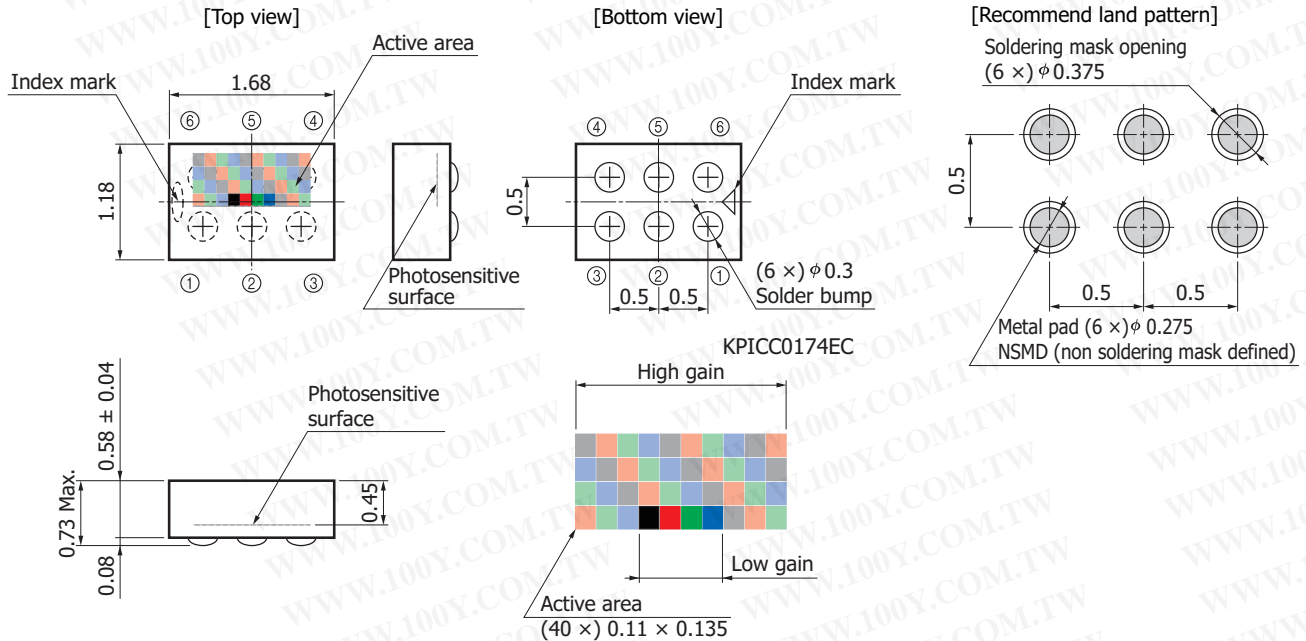 [Top view]
[Bottom view]
[Recommend land pattern]
Active area
Index mark
1.68
⑥ ⑤ ④
1.18
① ② ③
Photosensitive
surface
④ ⑤ ⑥
Index mark
0.5
③ ② ①
(6 ×) φ 0.3
Solder bump
0.5 0.5
Soldering mask opening
(6 ×) φ 0.375
0.5
0.5 0.5
Metal pad (6 ×) φ 0.275
NSMD (non soldering mask defined)
KPICC0174EC
Photosensitive
surface
0.58 ± 0.04
0.73 Max.
0.08
0.45
High gain
Low gain
Active area
(40 ×) 0.11 × 0.135
WWW.100Y.COM.TW